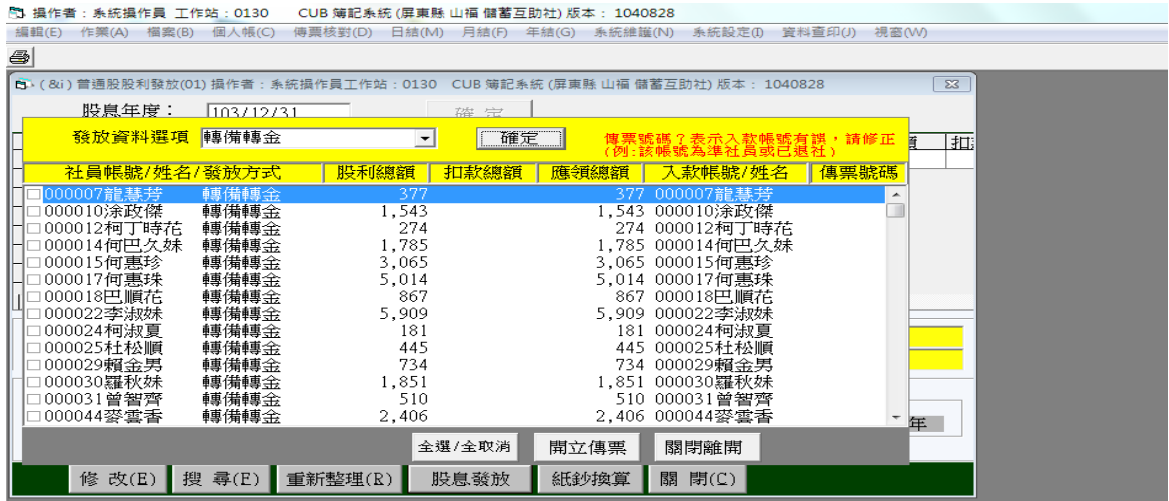 操作者：系統操作員 工作站：0130 CUB 簿記系統 (屏東縣 山福 儲蓄互助社) 版本： 1040828
編輯(E) 作業(A) 檔案(B) 個人帳(C) 傳票核對(D) 日結(M) 月結(F) 年結(G) 系統維護(N) 系統設定(I) 資料查印(J) 視窗(W)
( &i ) 普通股股利發放(01) 操作者：系統操作員工作站：0130 CUB 簿記系統 (屏東縣 山福 儲蓄互助社) 版本： 1040828
股息年度： 103/12/31 確 定
發放資料選項 轉備轉金 確定 傳票號碼？表示入款帳號有誤，請修正
(例:該帳號為準社員或已退社)
社員帳號/姓名/發放方式 股利總額 扣款總額 應領總額 入款帳號/姓名 傳票號碼
000007龍慧芳 轉備轉金 377 377 000007龍慧芳
000010涂政傑 轉備轉金 1,543 1,543 000010涂政傑
000012柯丁時花 轉備轉金 274 274 000012柯丁時花
000014何巴久妹 轉備轉金 1,785 1,785 000014何巴久妹
000015何惠珍 轉備轉金 3,065 3,065 000015何惠珍
000017何惠珠 轉備轉金 5,014 5,014 000017何惠珠
000018巴順花 轉備轉金 867 867 000018巴順花
000022李淑妹 轉備轉金 5,909 5,909 000022李淑妹
000024柯淑夏 轉備轉金 181 181 000024柯淑夏
000025杜松順 轉備轉金 445 445 000025杜松順
000029賴金男 轉備轉金 734 734 000029賴金男
000030羅秋妹 轉備轉金 1,851 1,851 000030羅秋妹
000031曾智齊 轉備轉金 510 510 000031曾智齊
000044麥雲香 轉備轉金 2,406 2,406 000044麥雲香
年
全選/全取消 開立傳票 關閉離開
修 改(E) 搜 尋(F) 重新整理(R) 股息發放 紙鈔換算 關 閉(C)